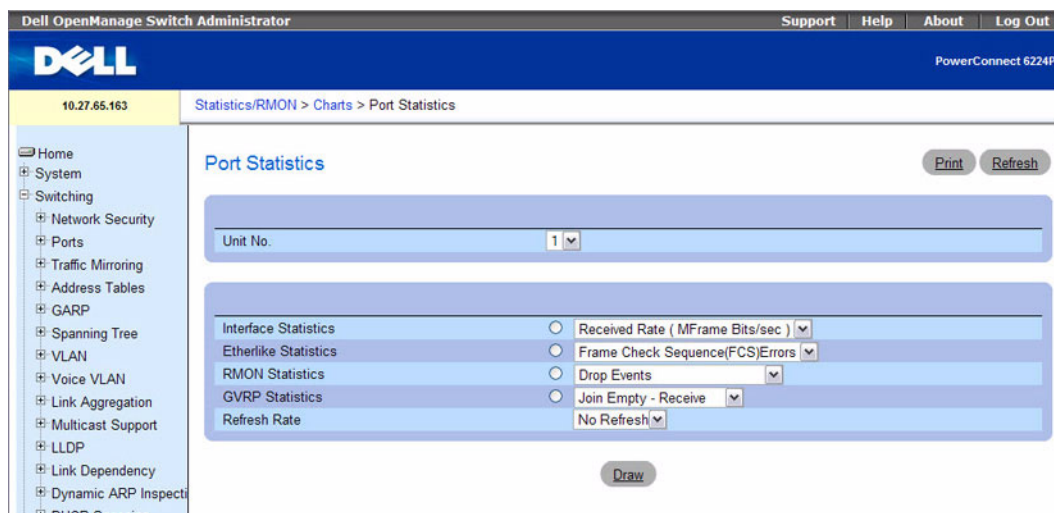 Dell OpenManage Switch Administrator
Support Help About Log Out
DELL
PowerConnect 6224P
10.27.65.163
Statistics/RMON > Charts > Port Statistics
Home
System
Switching
Network Security
Ports
Traffic Mirroring
Address Tables
GARP
Spanning Tree
VLAN
Voice VLAN
Link Aggregation
Multicast Support
LLDP
Link Dependency
Dynamic ARP Inspecti
Port Statistics
Print Refresh
Unit No. 1
Interface Statistics Received Rate ( MFrame Bits/sec )
Etherlike Statistics Frame Check Sequence(FCS)Errors
RMON Statistics Drop Events
GVRP Statistics Join Empty - Receive
Refresh Rate No Refresh
Draw